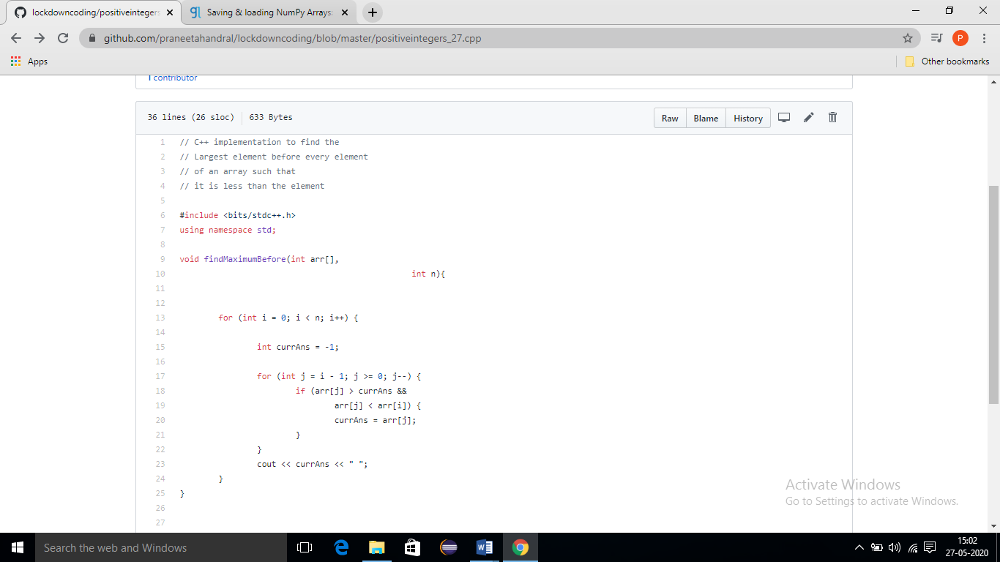 lockdowncoding/positiveintegers
Saving & loading NumPy Arrays:
github.com/praneetahandral/lockdowncoding/blob/master/positiveintegers_27.cpp
P
Apps
Other bookmarks
1 contributor
36 lines (26 sloc) 633 Bytes
Raw Blame History
1 // C++ implementation to find the
2 // Largest element before every element
3 // of an array such that
4 // it is less than the element
5
6 #include <bits/stdc++.h>
7 using namespace std;
8
9 void findMaximumBefore(int arr[],
10 int n){
11
12
13 for (int i = 0; i < n; i++) {
14
15 int currAns = -1;
16
17 for (int j = i - 1; j >= 0; j--) {
18 if (arr[j] > currAns &&
19 arr[j] < arr[i]) {
20 currAns = arr[j];
21 }
22 }
23 cout << currAns << " ";
24 }
25 }
26
27
Activate Windows
Go to Settings to activate Windows.
Search the web and Windows
15:02
27-05-2020